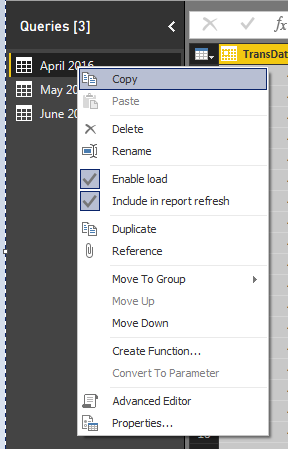 Queries [3]
April 2016
May 20
June 20
TransDat
Copy
Paste
Delete
Rename
Enable load
Include in report refresh
Duplicate
Reference
Move To Group
Move Up
Move Down
Create Function...
Convert To Parameter
Advanced Editor
Properties...